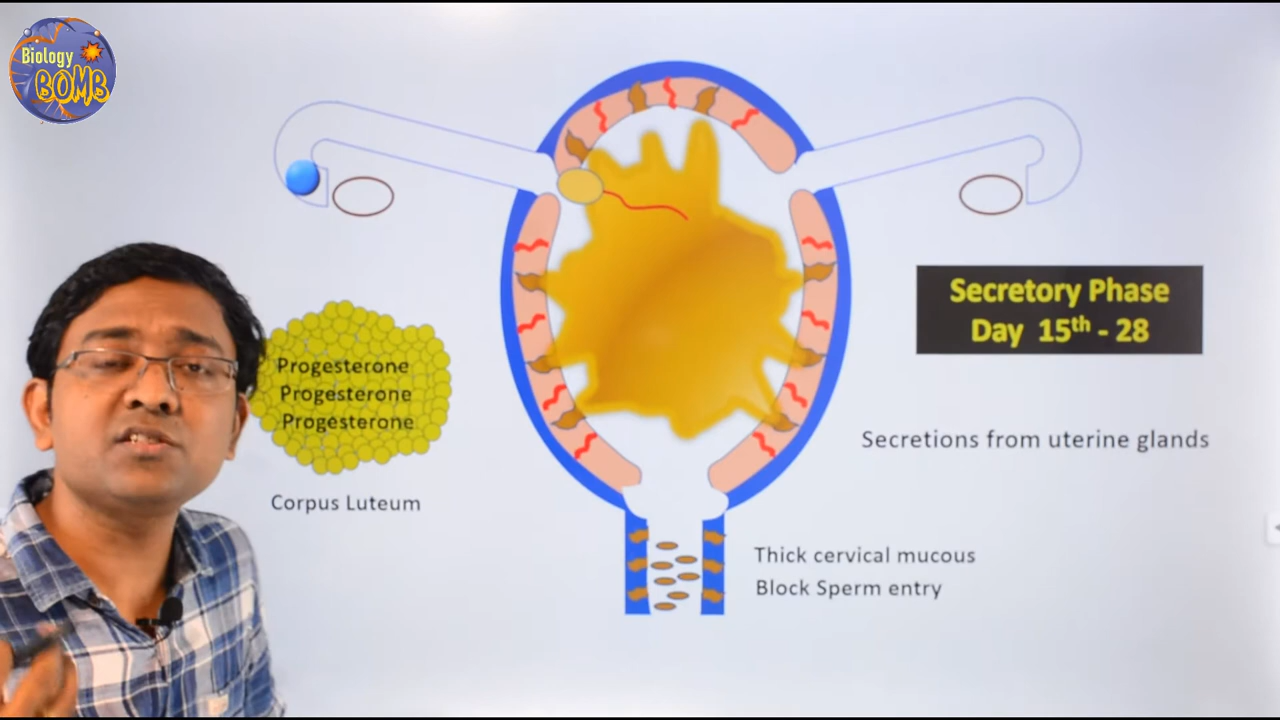 Biology
BOMB
Secretory Phase
Day 15th - 28
Progesterone
Progesterone
Progesterone
Secretions from uterine glands
Corpus Luteum
Thick cervical mucous
Block Sperm entry